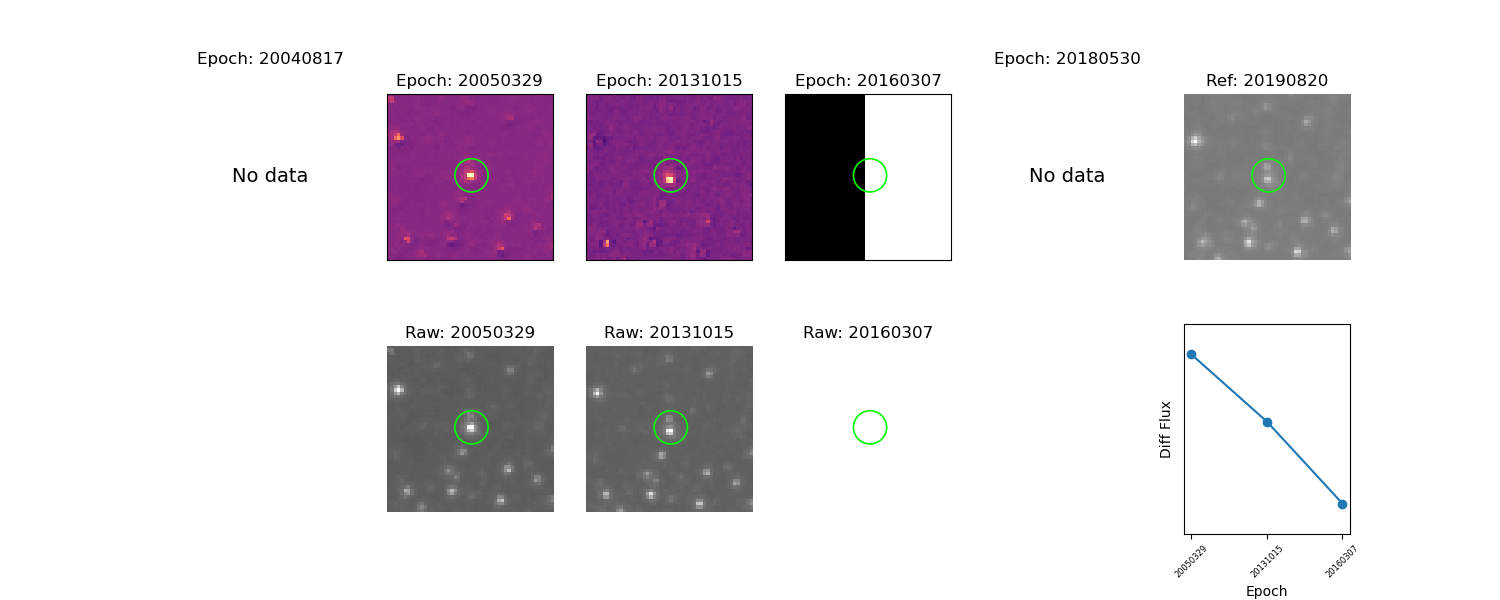 Epoch: 20040817
No data
Epoch: 20050329
Epoch: 20131015
Epoch: 20160307
Epoch: 20180530
No data
Ref: 20190820
Raw: 20050329
Raw: 20131015
Raw: 20160307
Diff Flux
20050329
20131015
20160307
Epoch